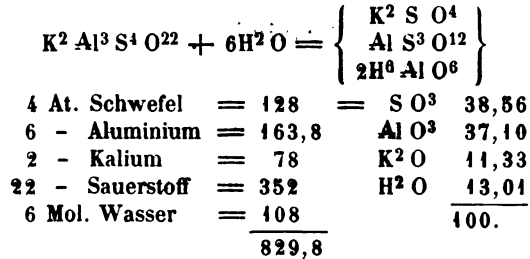 K² Al³ S⁴ O²² + 6H² O = { K² S O⁴
Al S³ O¹²
2H⁶ Al O⁶ }
4 At. Schwefel = 128 = S O³ 38,56
6 - Aluminium = 163,8 Al O³ 37,10
2 - Kalium = 78 K² O 11,33
22 - Sauerstoff = 352 H² O 13,01
6 Mol. Wasser = 108 100.
829,8